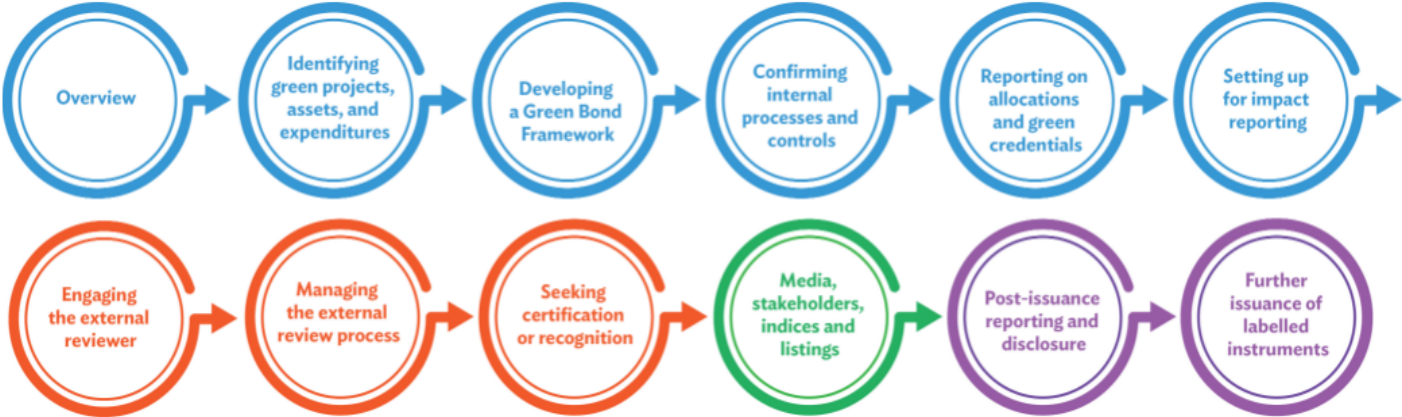 Overview
Identifying
green projects,
assets, and
expenditures
Developing
a Green Bond
Framework
Confirming
internal
processes and
controls
Reporting on
allocations
and green
credentials
Setting up
for impact
reporting
Engaging
the external
reviewer
Managing
the external
review process
Seeking
certification
or recognition
Media,
stakeholders,
indices and
listings
Post-issuance
reporting and
disclosure
Further
issuance of
labelled
instruments